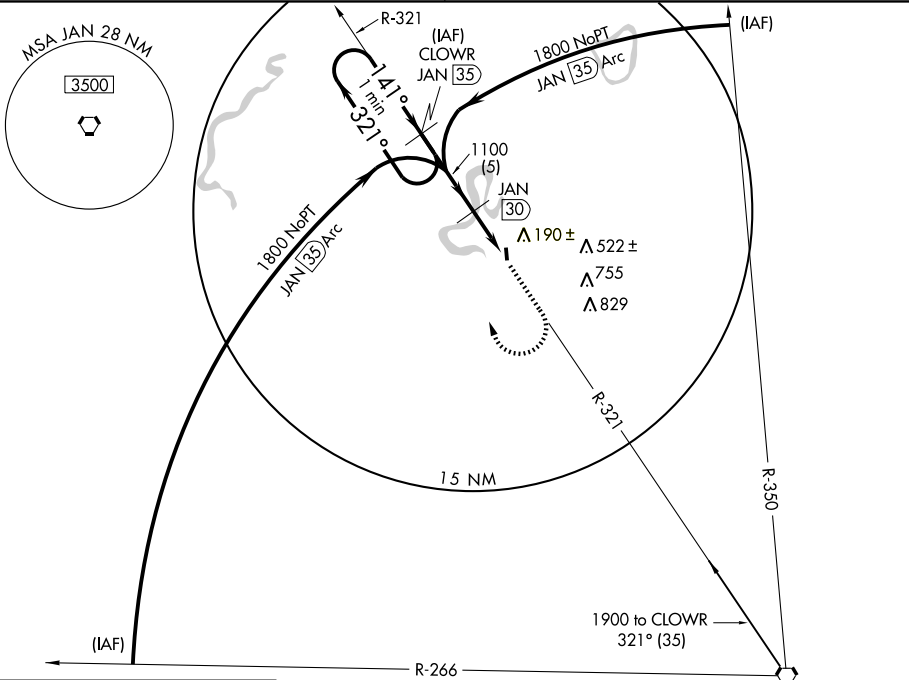 MSA JAN 28 NM
3500
R-321
(IAF)
CLOWR
JAN 35
1800 NoPT
JAN 35 Arc
(IAF)
141°
1 min
321°
1100
(5)
JAN
30
190 ±
522 ±
755
829
1800 NoPT
JAN 35 Arc
R-321
15 NM
R-350
1900 to CLOWR
321° (35)
(IAF)
R-266